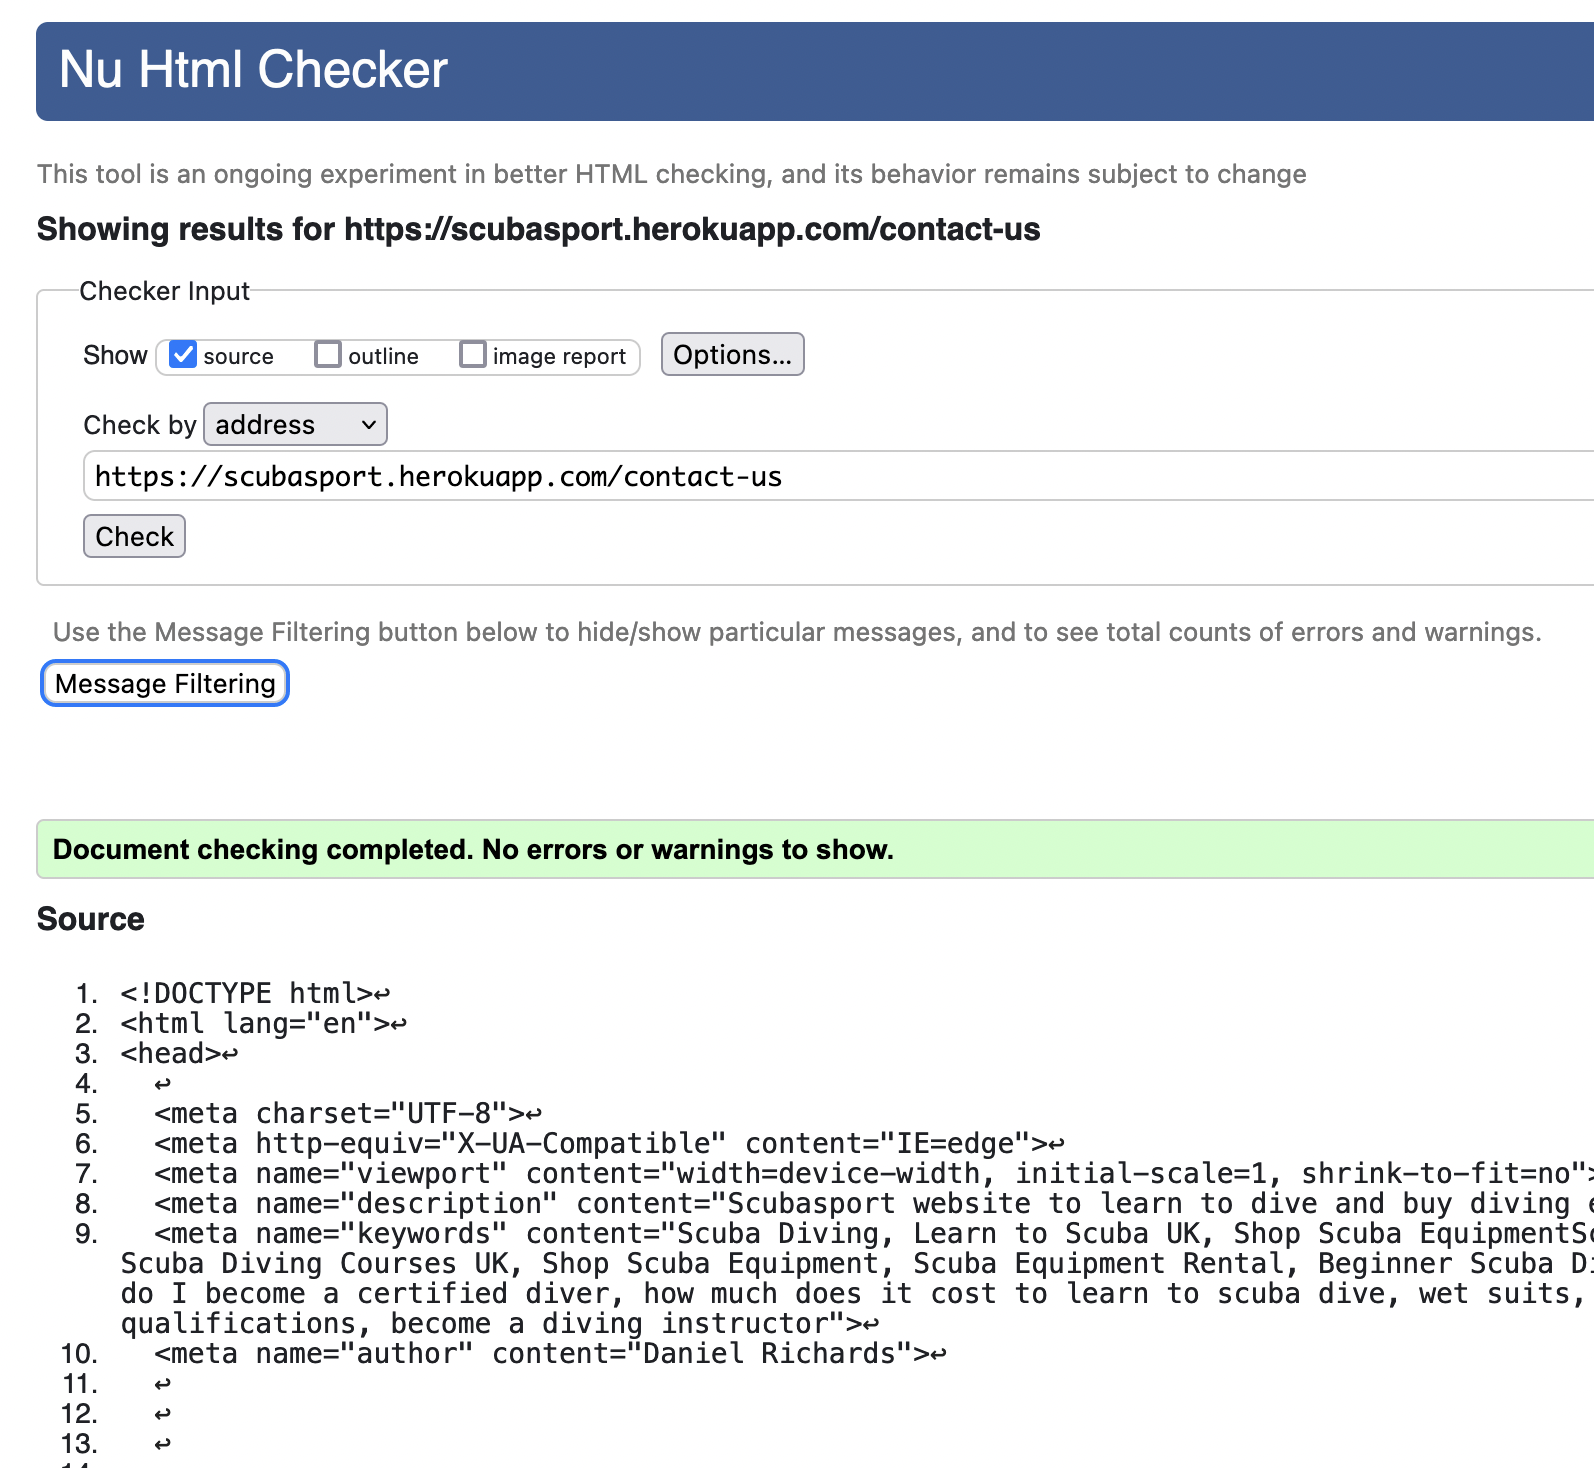 Nu Html Checker
This tool is an ongoing experiment in better HTML checking, and its behavior remains subject to change
Showing results for https://scubasport.herokuapp.com/contact-us
Checker Input
Show source outline image report Options...
Check by address
https://scubasport.herokuapp.com/contact-us
Check
Use the Message Filtering button below to hide/show particular messages, and to see total counts of errors and warnings.
Message Filtering
Document checking completed. No errors or warnings to show.
Source
1. <!DOCTYPE html>↩
2. <html lang="en">↩
3. <head>↩
4. ↩
5. <meta charset="UTF-8">↩
6. <meta http-equiv="X-UA-Compatible" content="IE=edge">↩
7. <meta name="viewport" content="width=device-width, initial-scale=1, shrink-to-fit=no">
8. <meta name="description" content="Scubasport website to learn to dive and buy diving
9. <meta name="keywords" content="Scuba Diving, Learn to Scuba UK, Shop Scuba EquipmentSc
Scuba Diving Courses UK, Shop Scuba Equipment, Scuba Equipment Rental, Beginner Scuba Di
do I become a certified diver, how much does it cost to learn to scuba dive, wet suits,
qualifications, become a diving instructor">↩
10. <meta name="author" content="Daniel Richards">↩
11. ↩
12. ↩
13. ↩